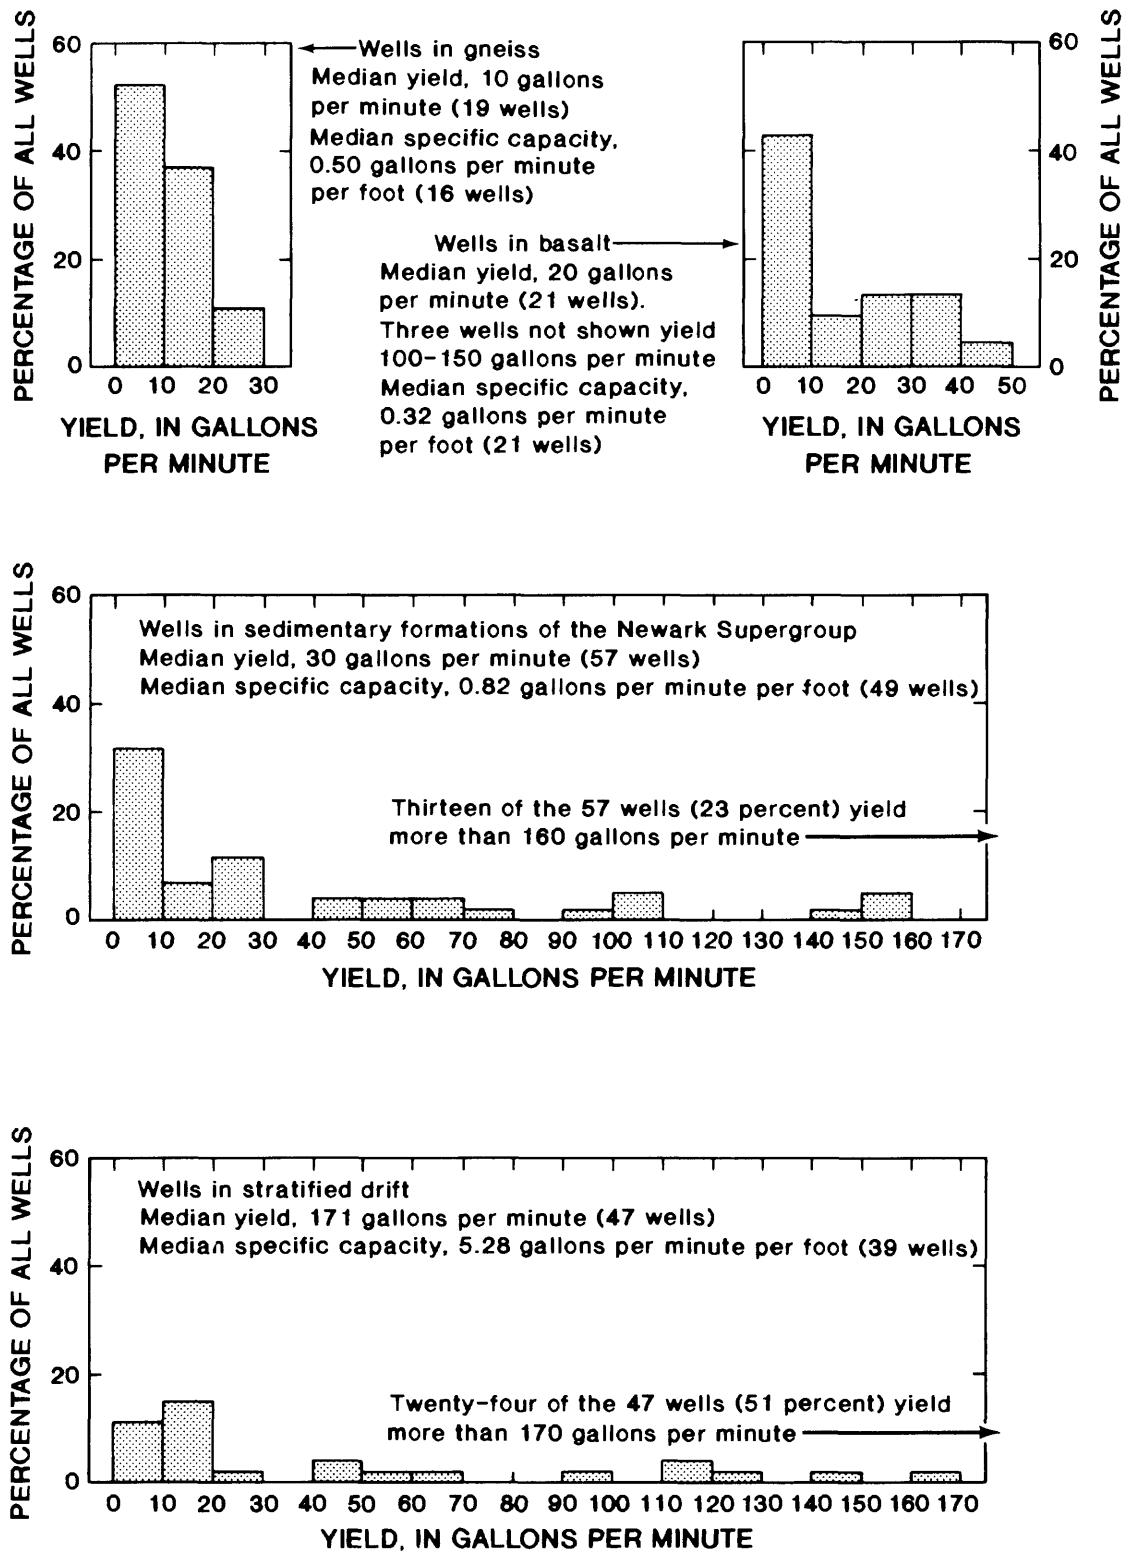 PERCENTAGE OF ALL WELLS
60
40
20
0
0 10 20 30
YIELD, IN GALLONS
PER MINUTE
Wells in gneiss
Median yield, 10 gallons
per minute (19 wells)
Median specific capacity,
0.50 gallons per minute
per foot (16 wells)
Wells in basalt
Median yield, 20 gallons
per minute (21 wells).
Three wells not shown yield
100-150 gallons per minute
Median specific capacity,
0.32 gallons per minute
per foot (21 wells)
60
40
20
0
PERCENTAGE OF ALL WELLS
0 10 20 30 40 50
YIELD, IN GALLONS
PER MINUTE
PERCENTAGE OF ALL WELLS
60
40
20
0
Wells in sedimentary formations of the Newark Supergroup
Median yield, 30 gallons per minute (57 wells)
Median specific capacity, 0.82 gallons per minute per foot (49 wells)
Thirteen of the 57 wells (23 percent) yield
more than 160 gallons per minute
0 10 20 30 40 50 60 70 80 90 100 110 120 130 140 150 160 170
YIELD, IN GALLONS PER MINUTE
PERCENTAGE OF ALL WELLS
60
40
20
0
Wells in stratified drift
Median yield, 171 gallons per minute (47 wells)
Median specific capacity, 5.28 gallons per minute per foot (39 wells)
Twenty-four of the 47 wells (51 percent) yield
more than 170 gallons per minute
0 10 20 30 40 50 60 70 80 90 100 110 120 130 140 150 160 170
YIELD, IN GALLONS PER MINUTE